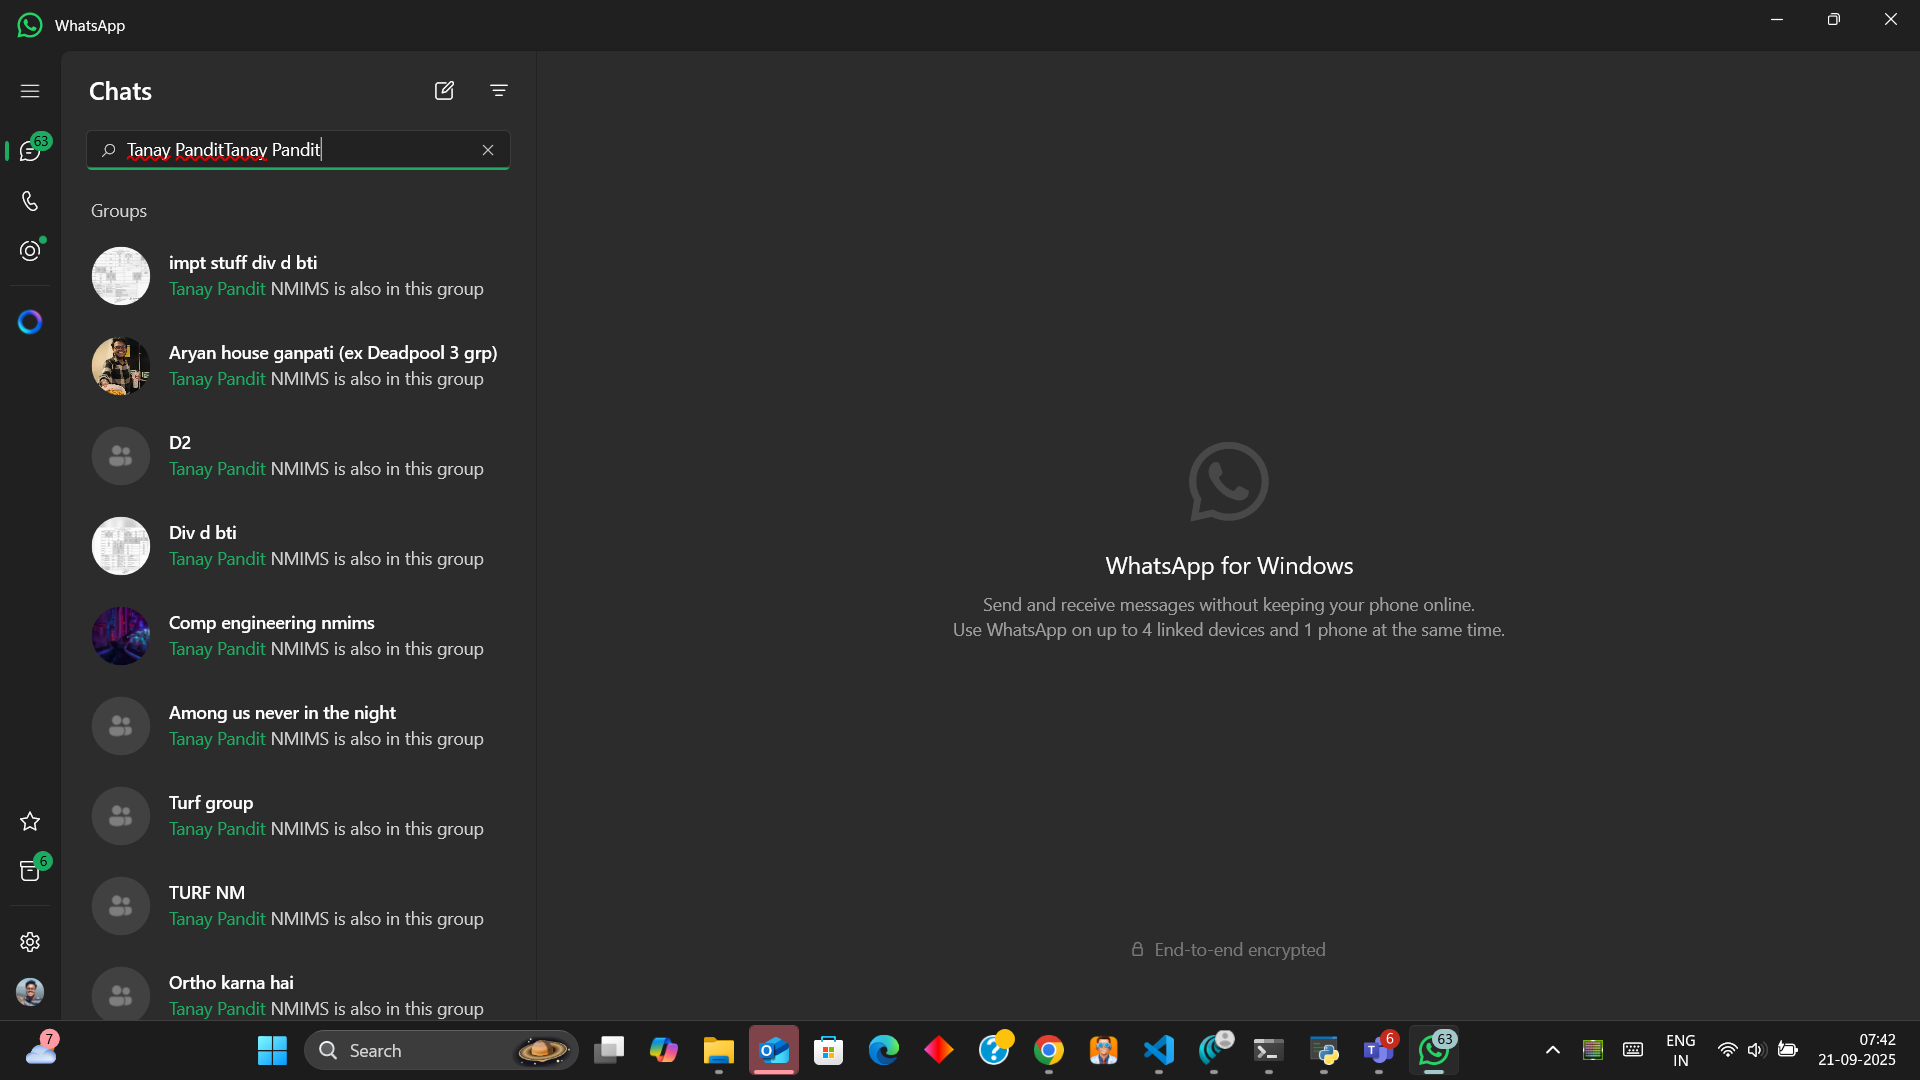 WhatsApp
Chats
63
Tanay PanditTanay Pandit
Groups
impt stuff div d bti
Tanay Pandit NMIMS is also in this group
Aryan house ganpati (ex Deadpool 3 grp)
Tanay Pandit NMIMS is also in this group
D2
Tanay Pandit NMIMS is also in this group
Div d bti
Tanay Pandit NMIMS is also in this group
Comp engineering nmims
Tanay Pandit NMIMS is also in this group
Among us never in the night
Tanay Pandit NMIMS is also in this group
Turf group
Tanay Pandit NMIMS is also in this group
6
TURF NM
Tanay Pandit NMIMS is also in this group
Ortho karna hai
Tanay Pandit NMIMS is also in this group
WhatsApp for Windows
Send and receive messages without keeping your phone online.
Use WhatsApp on up to 4 linked devices and 1 phone at the same time.
End-to-end encrypted
7
Search
6
63
ENG
IN
07:42
21-09-2025